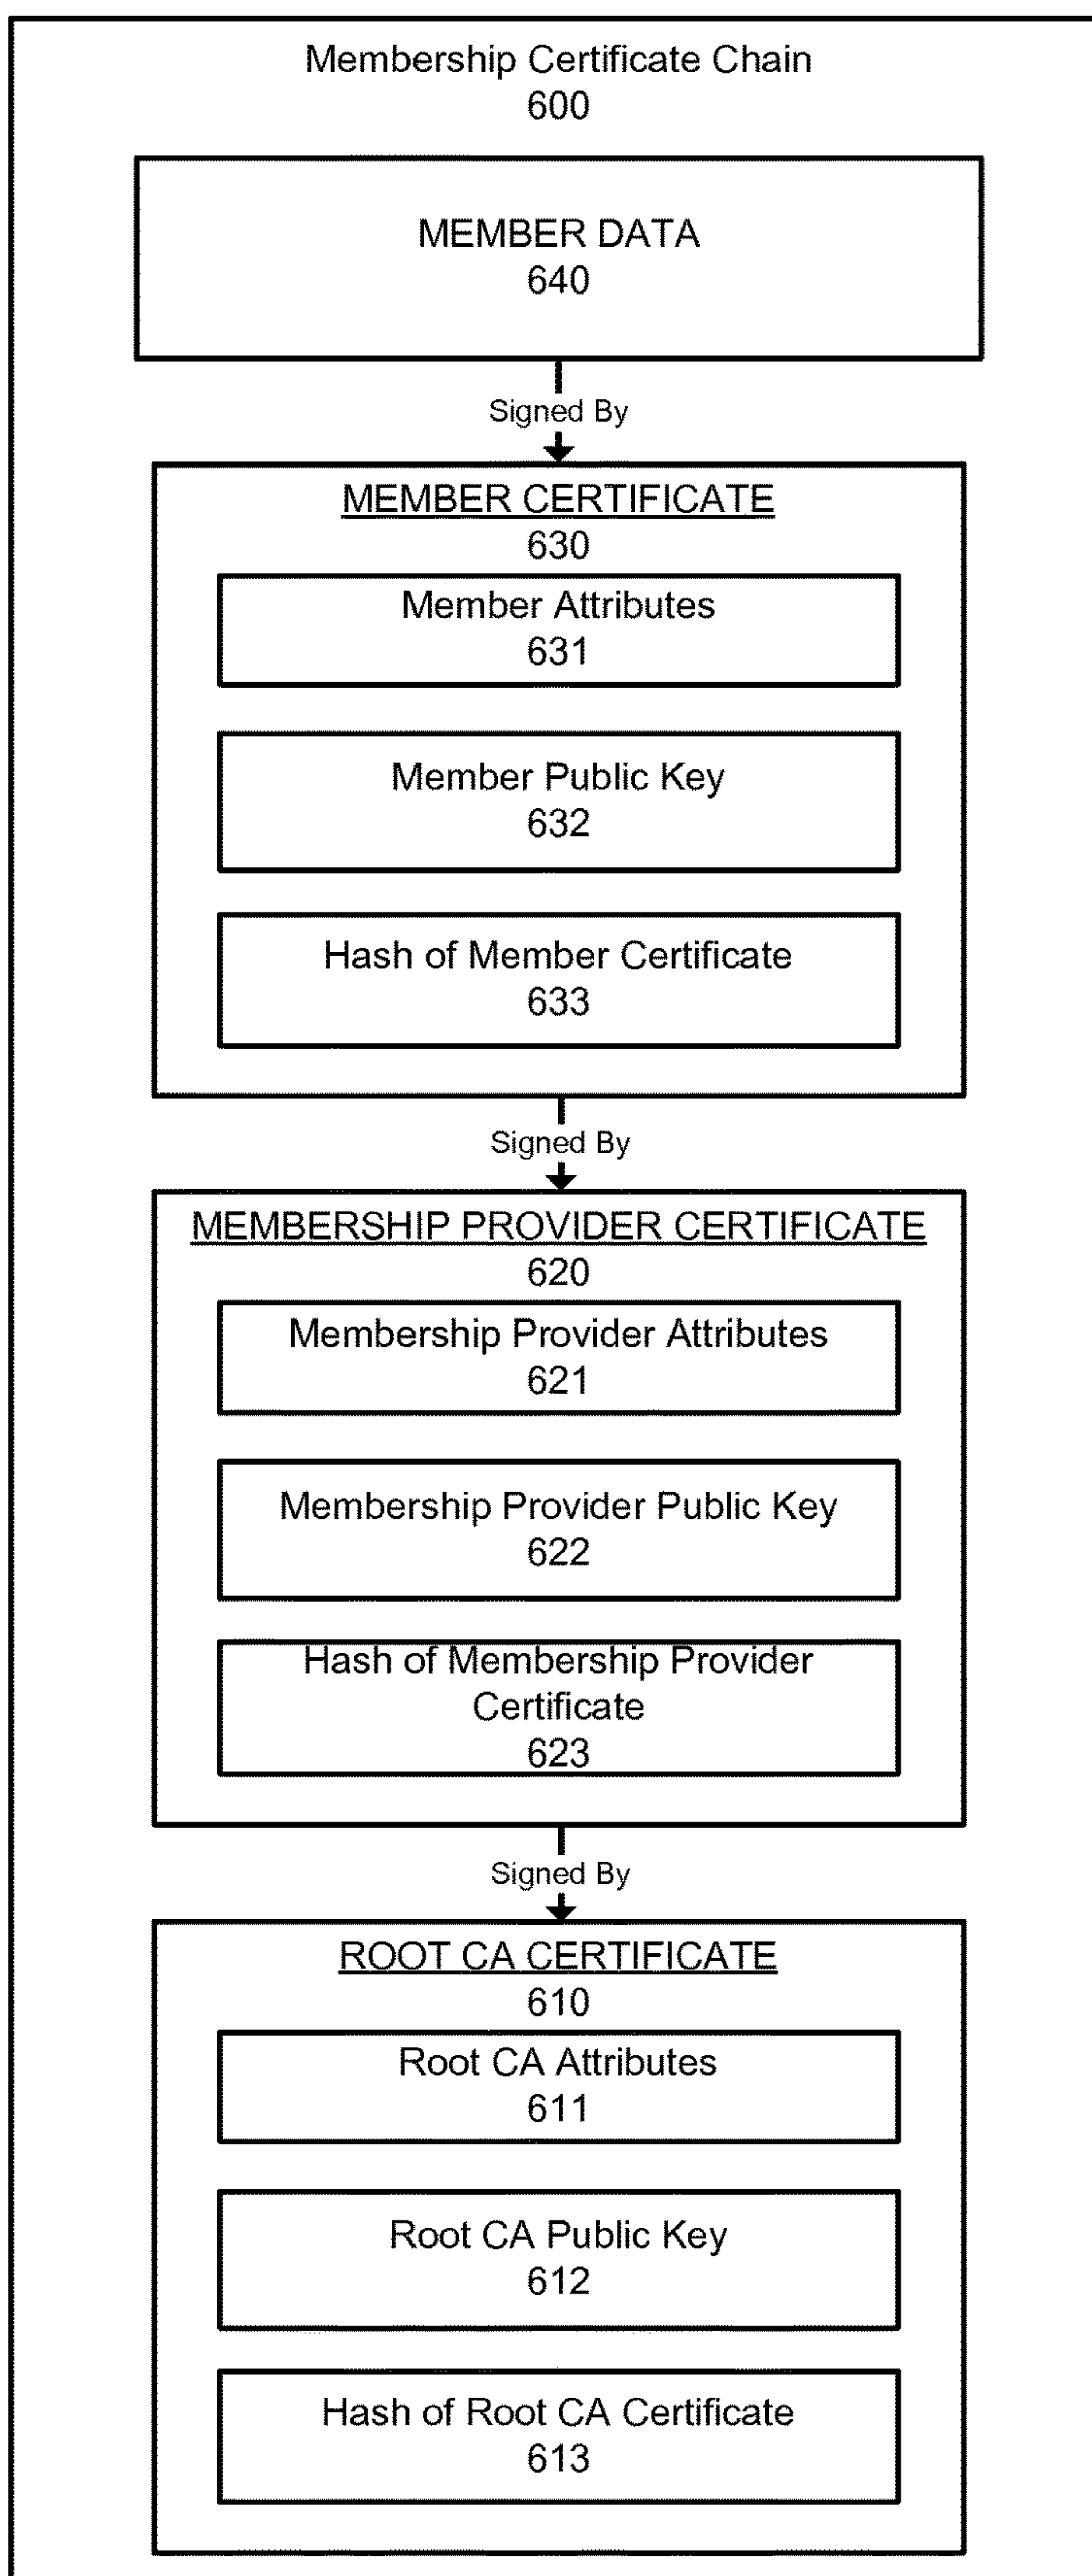 Membership Certificate Chain
600
MEMBER DATA
640
Signed By
MEMBER CERTIFICATE
630
Member Attributes
631
Member Public Key
632
Hash of Member Certificate
633
Signed By
MEMBERSHIP PROVIDER CERTIFICATE
620
Membership Provider Attributes
621
Membership Provider Public Key
622
Hash of Membership Provider
Certificate
623
Signed By
ROOT CA CERTIFICATE
610
Root CA Attributes
611
Root CA Public Key
612
Hash of Root CA Certificate
613